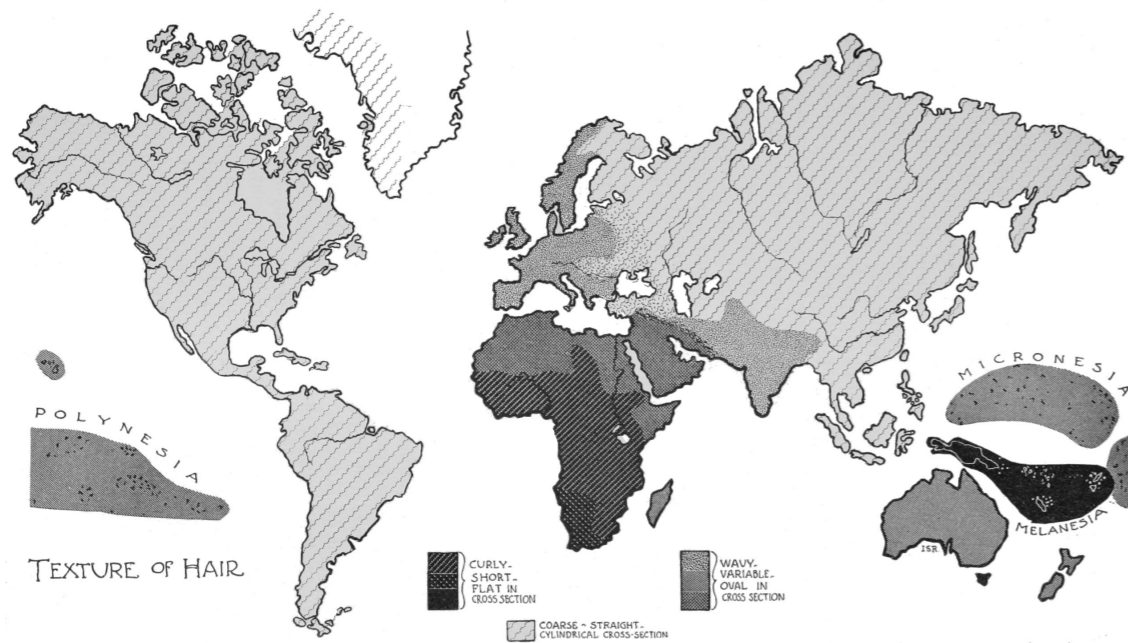 MICRONESIA
POLYNESIA
MELANESIA
ISR
TEXTURE OF HAIR
CURLY-
SHORT-
FLAT IN
CROSS SECTION
WAVY-
VARIABLE-
OVAL IN
CROSS SECTION
COARSE ~ STRAIGHT-
CYLINDRICAL CROSS-SECTION